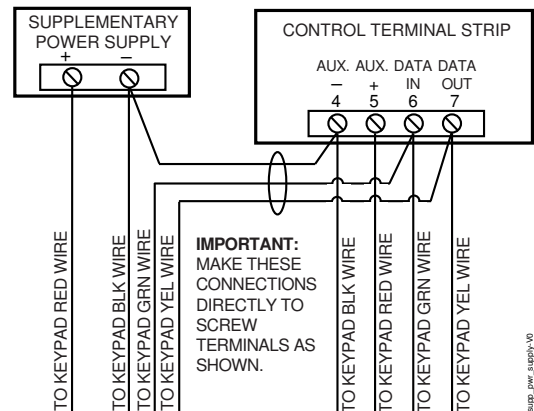 SUPPLEMENTARY
POWER SUPPLY
+ –
CONTROL TERMINAL STRIP
AUX. AUX. DATA DATA
– + IN OUT
4 5 6 7
IMPORTANT:
MAKE THESE
CONNECTIONS
DIRECTLY TO
SCREW
TERMINALS AS
SHOWN.
TO KEYPAD RED WIRE
TO KEYPAD BLK WIRE
TO KEYPAD GRN WIRE
TO KEYPAD YEL WIRE
TO KEYPAD BLK WIRE
TO KEYPAD RED WIRE
TO KEYPAD GRN WIRE
TO KEYPAD YEL WIRE
supp_pwr_supply-V0